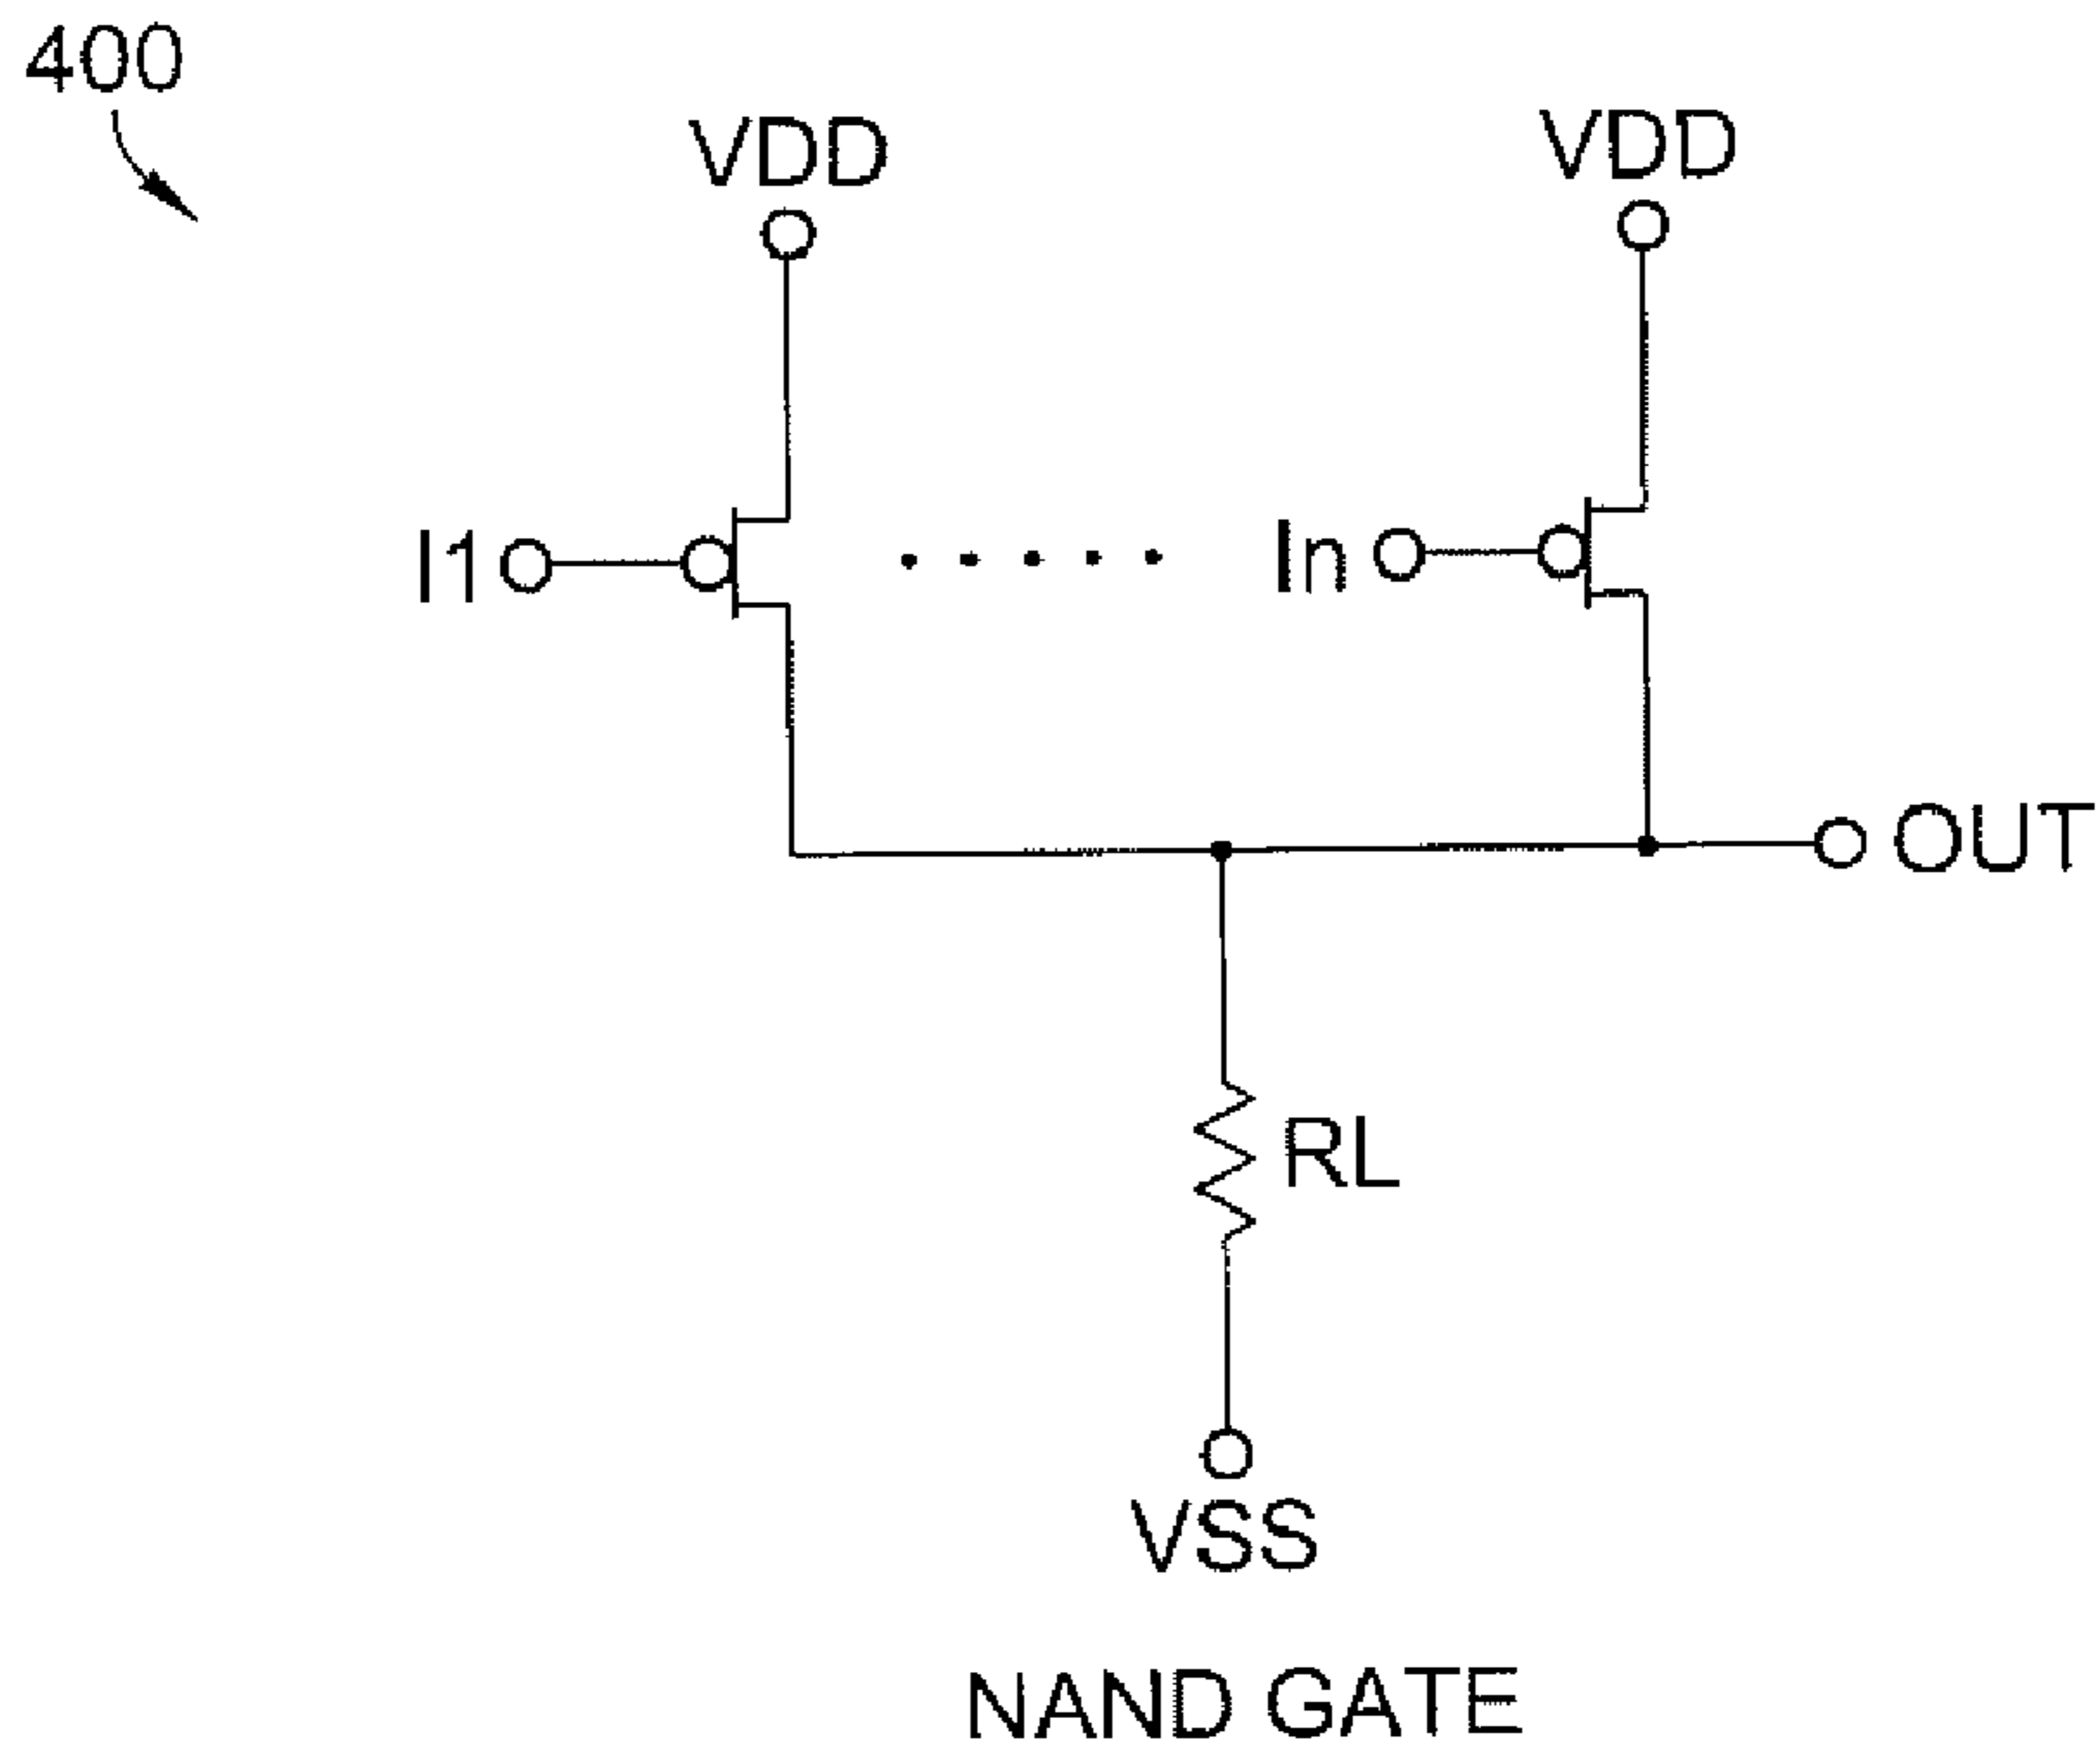 400
VDD
VDD
I1
In
OUT
RL
VSS
NAND GATE